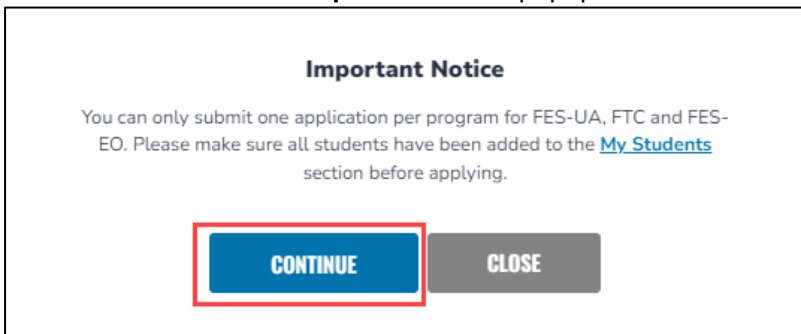 Important Notice
You can only submit one application per program for FES-UA, FTC and FES-
EO. Please make sure all students have been added to the My Students
section before applying.
CONTINUE CLOSE